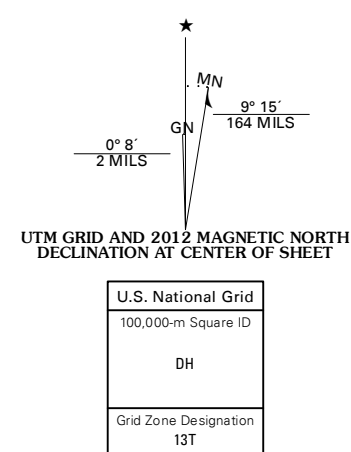 ★
MN
GN
9° 15´
164 MILS
0° 8´
2 MILS
UTM GRID AND 2012 MAGNETIC NORTH
DECLINATION AT CENTER OF SHEET
U.S. National Grid
100,000-m Square ID
DH
Grid Zone Designation
13T